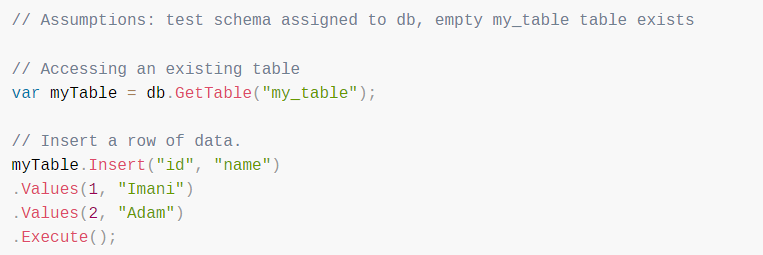 // Assumptions: test schema assigned to db, empty my_table table exists
// Accessing an existing table
var myTable = db.GetTable("my_table");
// Insert a row of data.
myTable.Insert("id", "name")
.Values(1, "Imani")
.Values(2, "Adam")
.Execute();